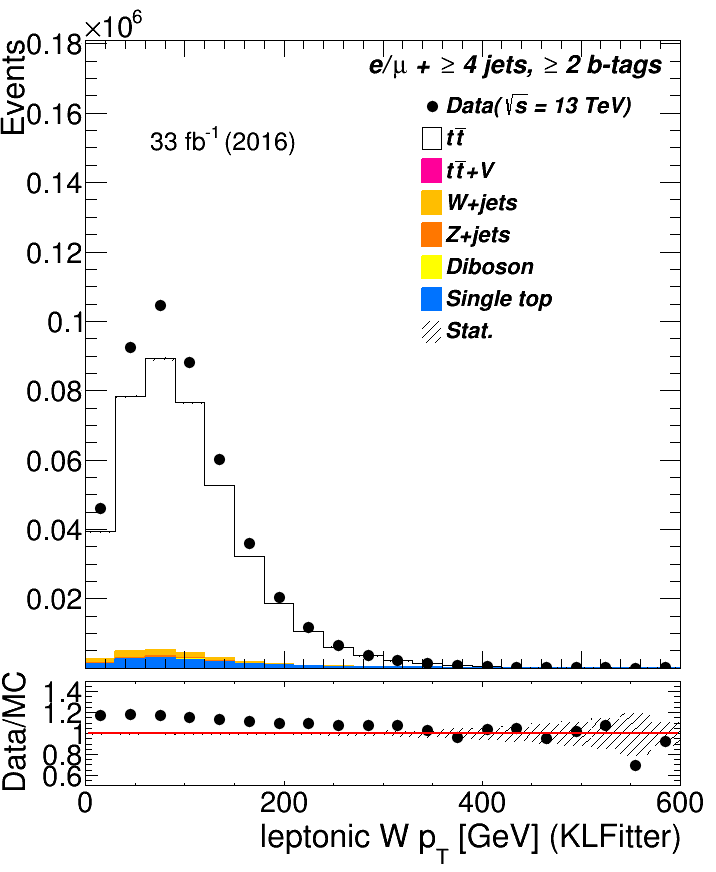 ×10⁶
Events
0.18
0.16
0.14
0.12
0.1
0.08
0.06
0.04
0.02
e/μ + ≥ 4 jets, ≥ 2 b-tags
33 fb⁻¹ (2016)
Data(√s = 13 TeV)
tt̅
tt̅+V
W+jets
Z+jets
Diboson
Single top
Stat.
Data/MC
1.4
1.2
1
0.8
0.6
0 200 400 600
leptonic W p_T [GeV] (KLFitter)